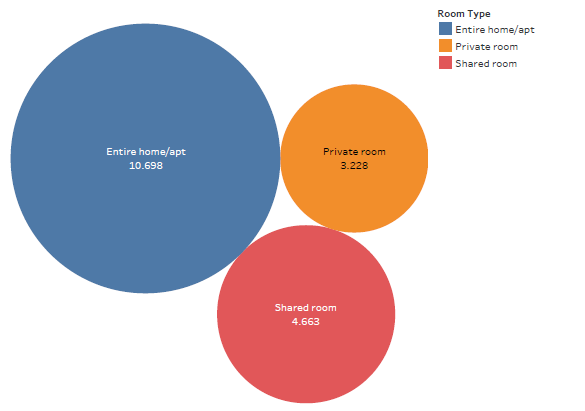 Room Type
Entire home/apt
Private room
Shared room
Entire home/apt
10.698
Private room
3.228
Shared room
4.663